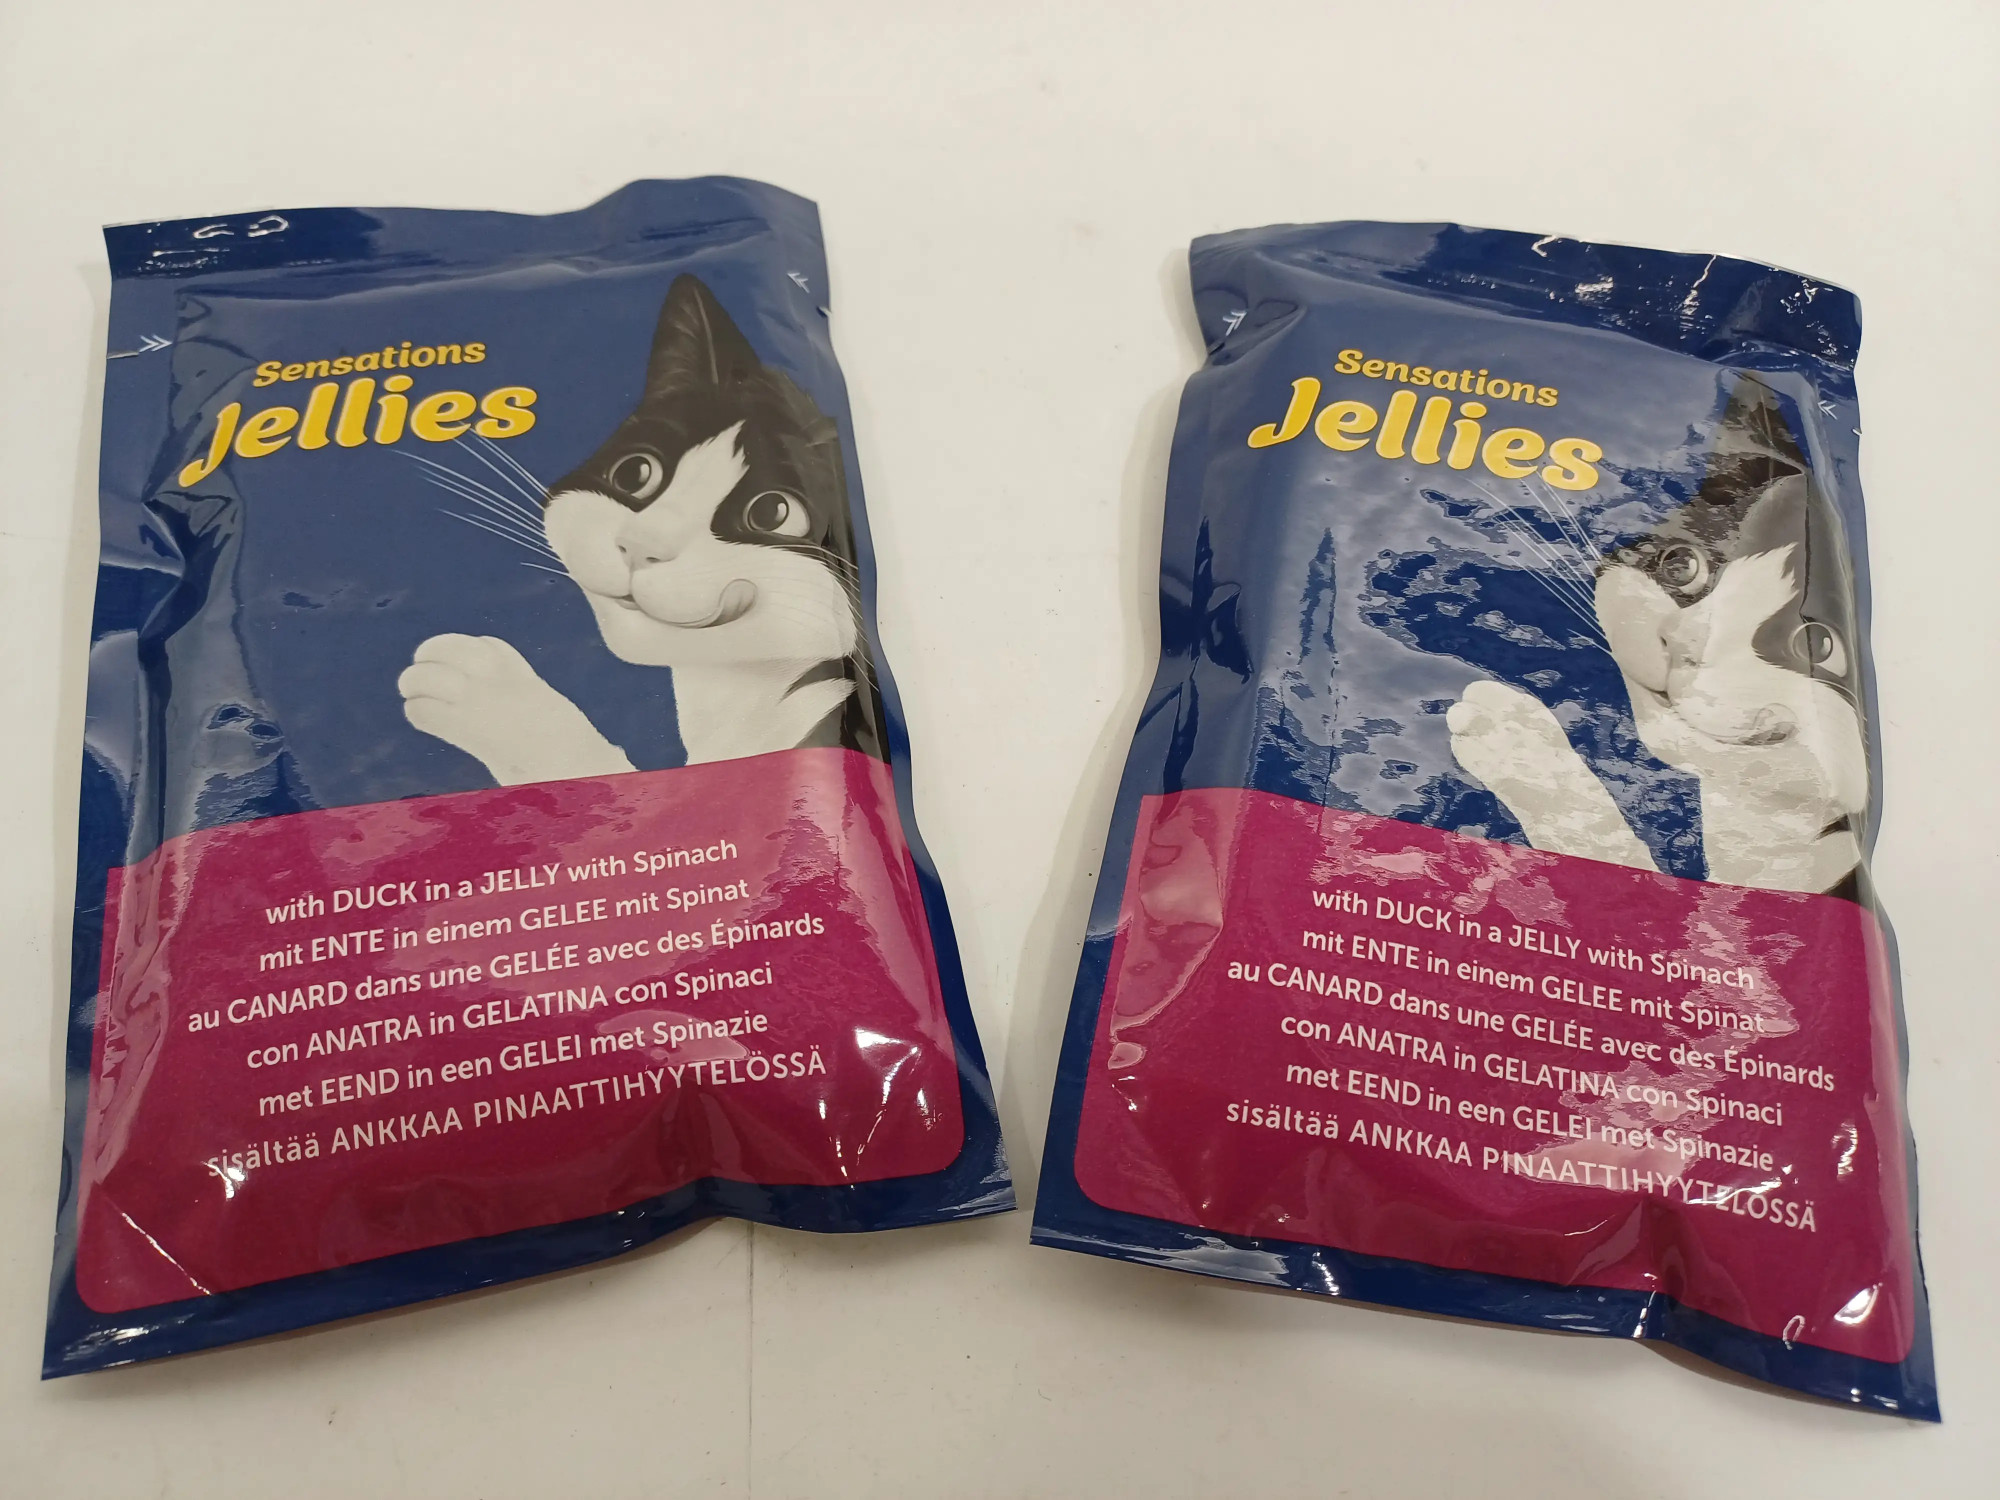 Sensations
Jellies
with DUCK in a JELLY with Spinach
mit ENTE in einem GELEE mit Spinat
au CANARD dans une GELÉE avec des Épinards
con ANATRA in GELATINA con Spinaci
met EEND in een GELEI met Spinazie
sisältää ANKKAA PINAATTIHYYTELÖSSÄ
Sensations
Jellies
with DUCK in a JELLY with Spinach
mit ENTE in einem GELEE mit Spinat
au CANARD dans une GELÉE avec des Épinards
con ANATRA in GELATINA con Spinaci
met EEND in een GELEI met Spinazie
sisältää ANKKAA PINAATTIHYYTELÖSSÄ